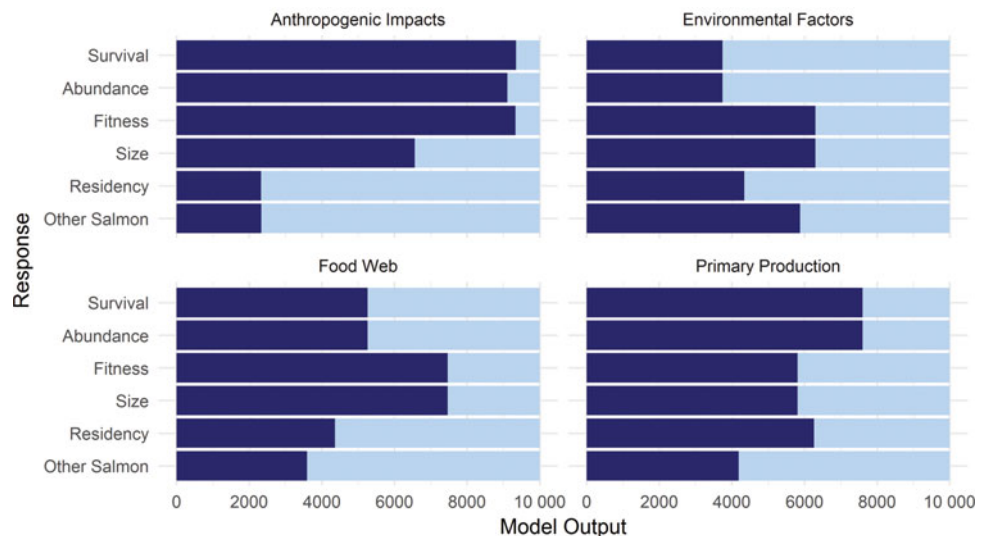 Anthropogenic Impacts
Environmental Factors
Survival
Abundance
Fitness
Size
Residency
Other Salmon
Food Web
Primary Production
Survival
Abundance
Fitness
Size
Residency
Other Salmon
0 2000 4000 6000 8000 10 000
0 2000 4000 6000 8000 10 000
Model Output
Response